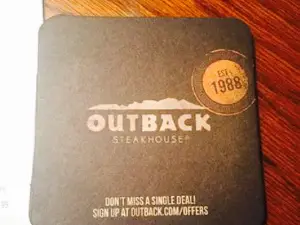 EST.
1988
OUTBACK
STEAKHOUSE®
DON'T MISS A SINGLE DEAL!
SIGN UP AT OUTBACK.COM/OFFERS